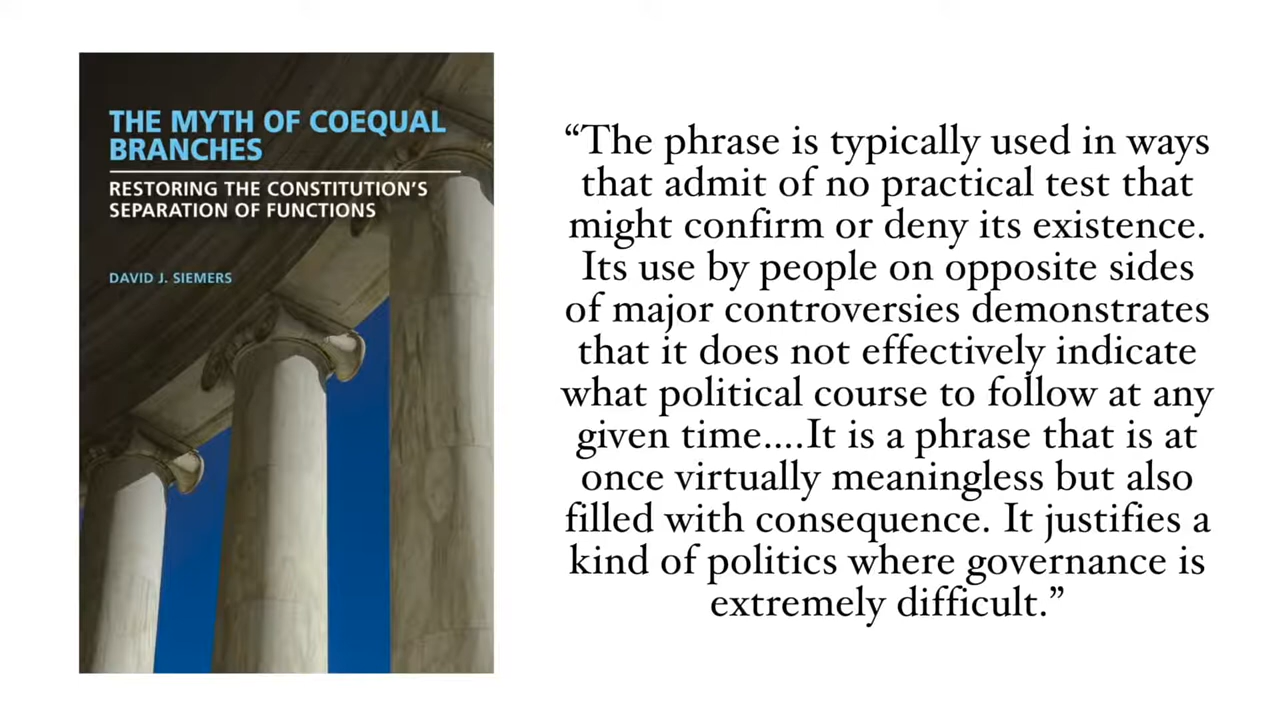 THE MYTH OF COEQUAL
BRANCHES
RESTORING THE CONSTITUTION'S
SEPARATION OF FUNCTIONS
DAVID J. SIEMERS
“The phrase is typically used in ways
that admit of no practical test that
might confirm or deny its existence.
Its use by people on opposite sides
of major controversies demonstrates
that it does not effectively indicate
what political course to follow at any
given time....It is a phrase that is at
once virtually meaningless but also
filled with consequence. It justifies a
kind of politics where governance is
extremely difficult.”